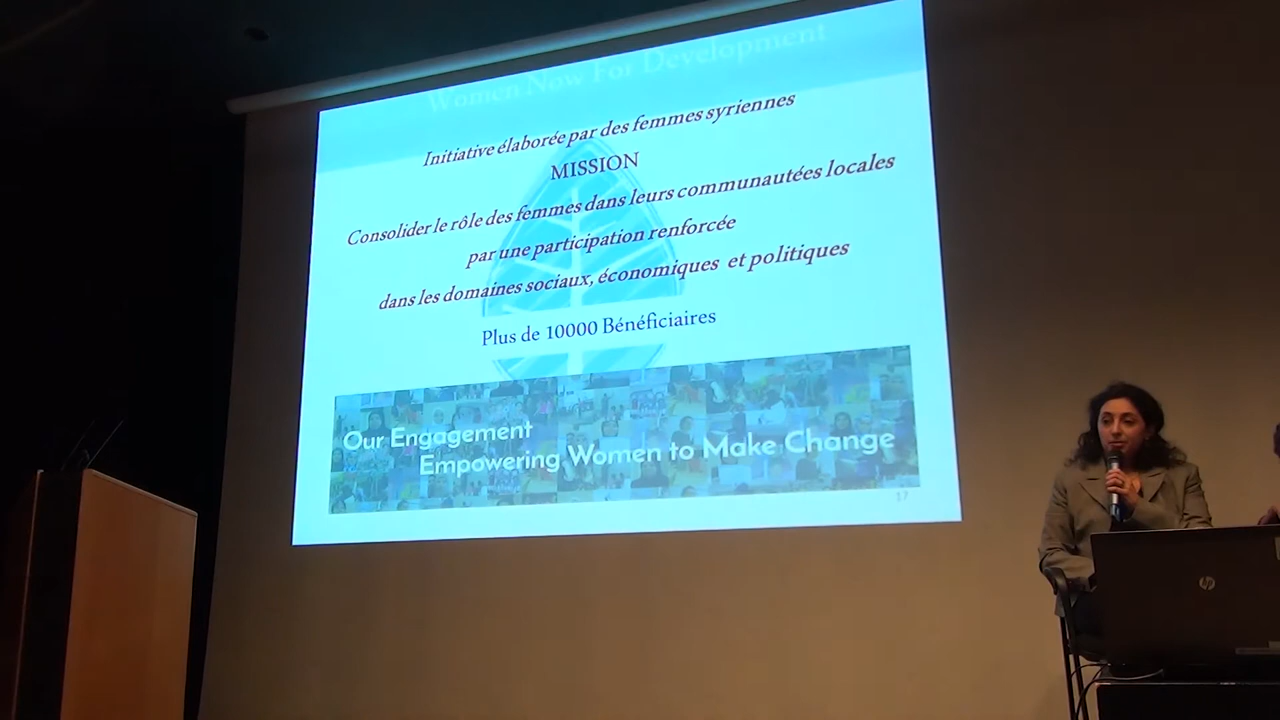 Women Now For Development
Initiative élaborée par des femmes syriennes
MISSION
Consolider le rôle des femmes dans leurs communautées locales
par une participation renforcée
dans les domaines sociaux, économiques et politiques
Plus de 10000 Bénéficiaires
Our Engagement
Empowering Women to Make Change
17
hp